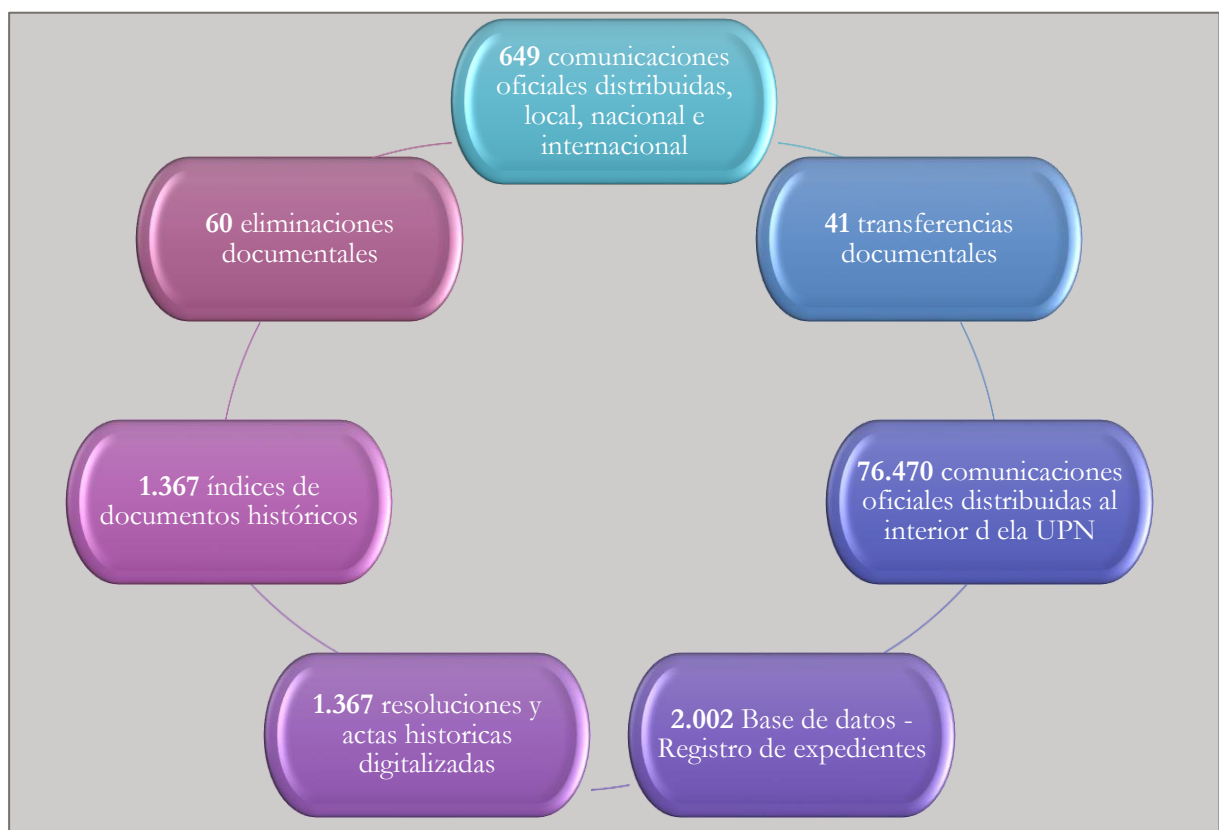 649 comunicaciones
oficiales distribuidas,
local, nacional e
internacional
41 transferencias
documentales
76.470 comunicaciones
oficiales distribuidas al
interior d ela UPN
2.002 Base de datos -
Registro de expedientes
1.367 resoluciones y
actas historicas
digitalizadas
1.367 índices de
documentos históricos
60 eliminaciones
documentales